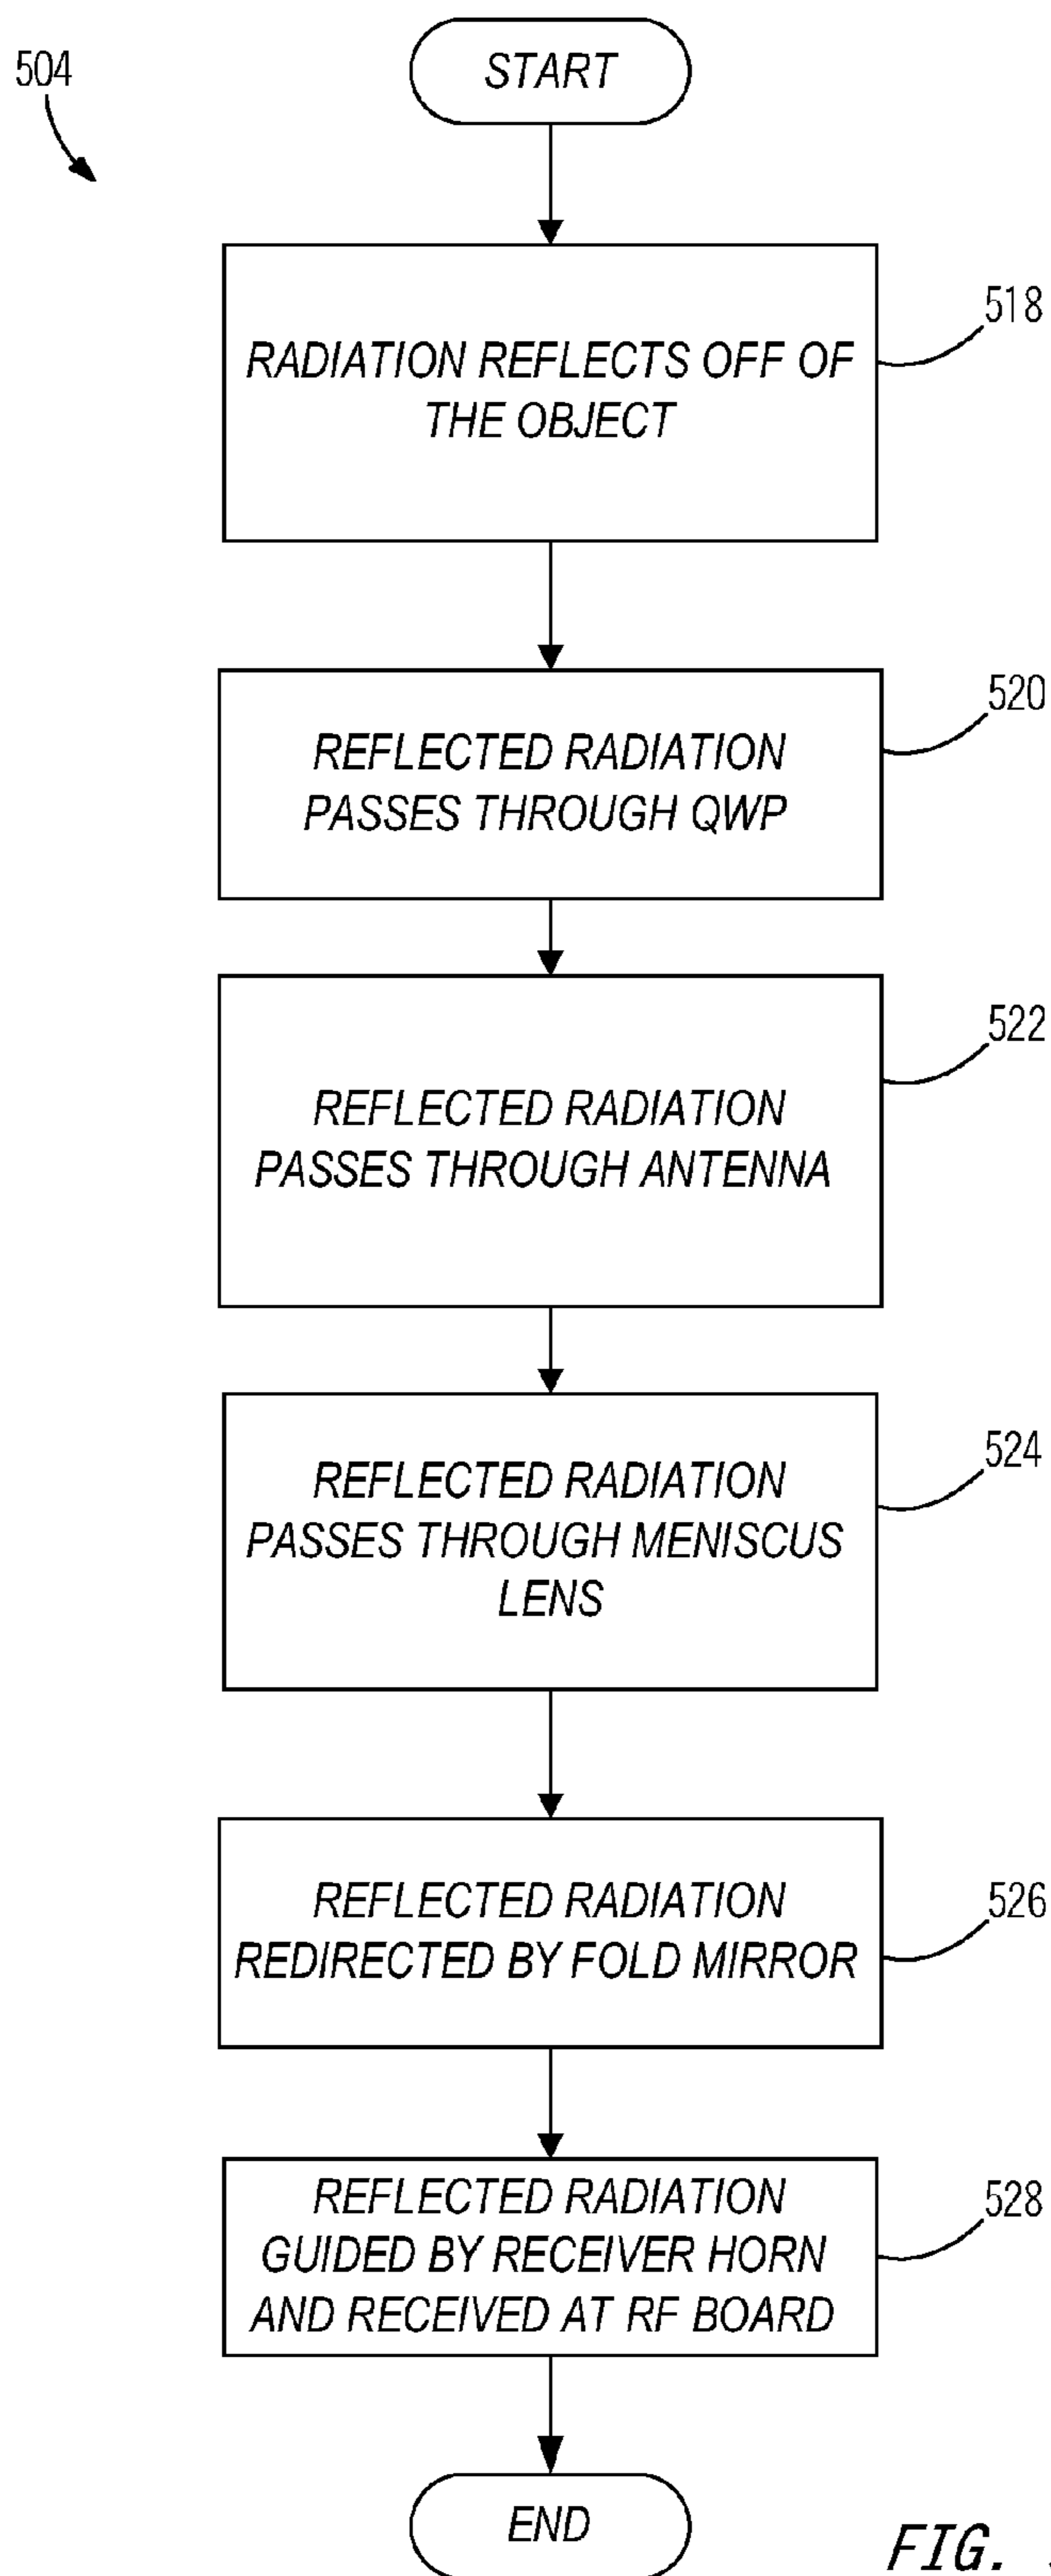 504
START
RADIATION REFLECTS OFF OF
THE OBJECT
518
REFLECTED RADIATION
PASSES THROUGH QWP
520
REFLECTED RADIATION
PASSES THROUGH ANTENNA
522
REFLECTED RADIATION
PASSES THROUGH MENISCUS
LENS
524
REFLECTED RADIATION
REDIRECTED BY FOLD MIRROR
526
REFLECTED RADIATION
GUIDED BY RECEIVER HORN
AND RECEIVED AT RF BOARD
528
END
FIG.